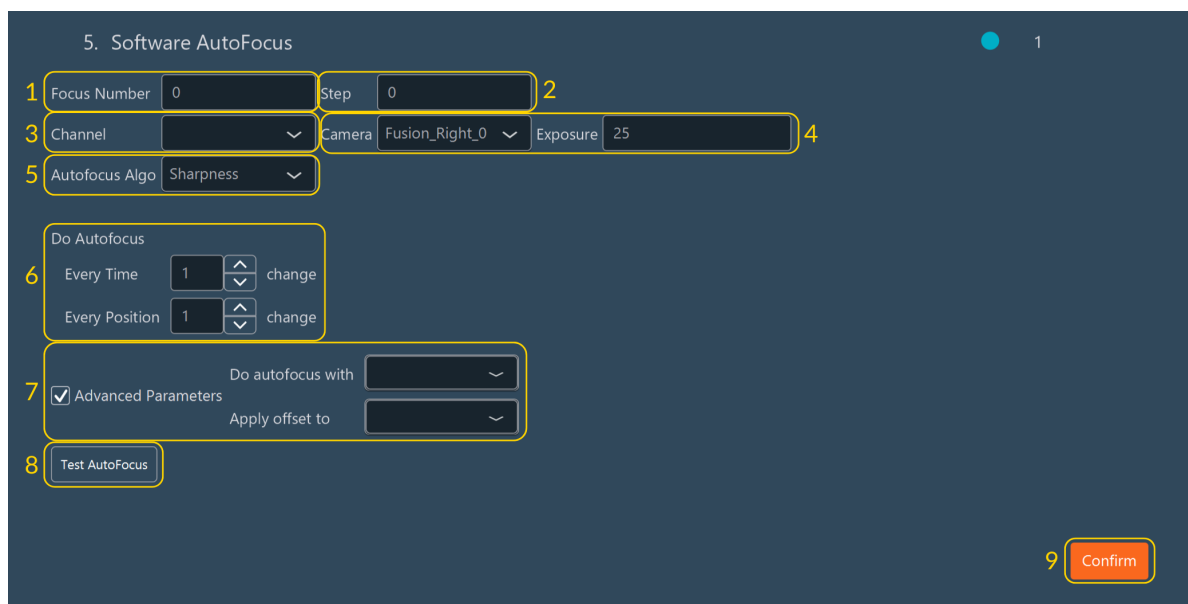 5. Software AutoFocus 1
1 Focus Number 0 Step 0 2
3 Channel Camera Fusion_Right_0 Exposure 25 4
5 Autofocus Algo Sharpness
Do Autofocus
6 Every Time 1 change
Every Position 1 change
Do autofocus with
7 Advanced Parameters
Apply offset to
8 Test AutoFocus
9 Confirm